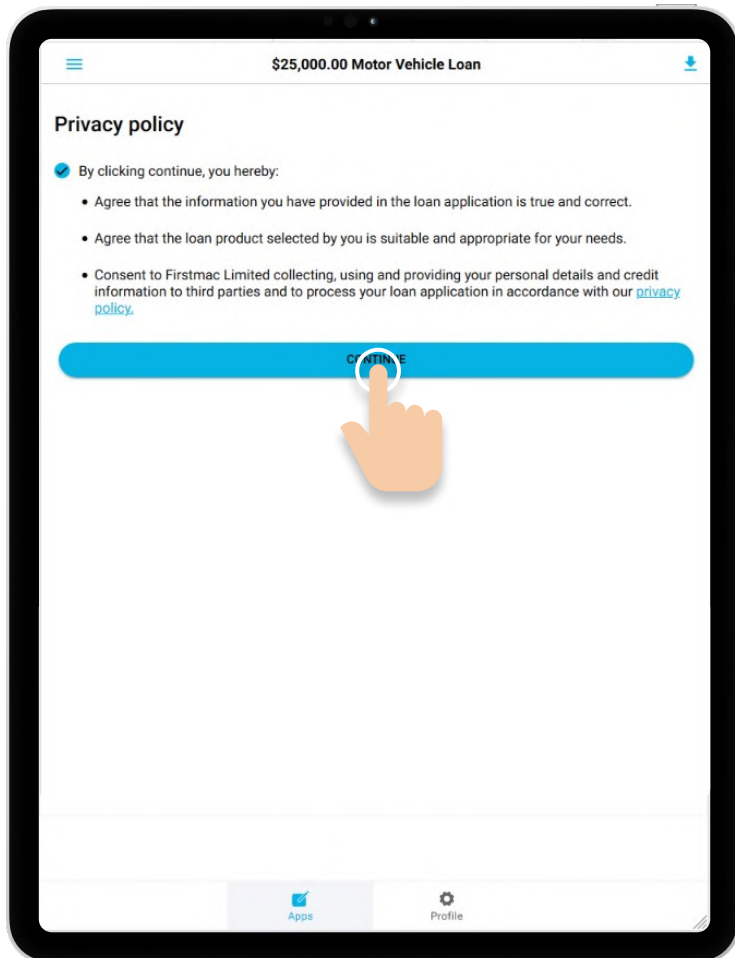 $25,000.00 Motor Vehicle Loan
Privacy policy
By clicking continue, you hereby:
• Agree that the information you have provided in the loan application is true and correct.
• Agree that the loan product selected by you is suitable and appropriate for your needs.
• Consent to Firstmac Limited collecting, using and providing your personal details and credit
information to third parties and to process your loan application in accordance with our privacy
policy.
CONTINUE
Apps
Profile